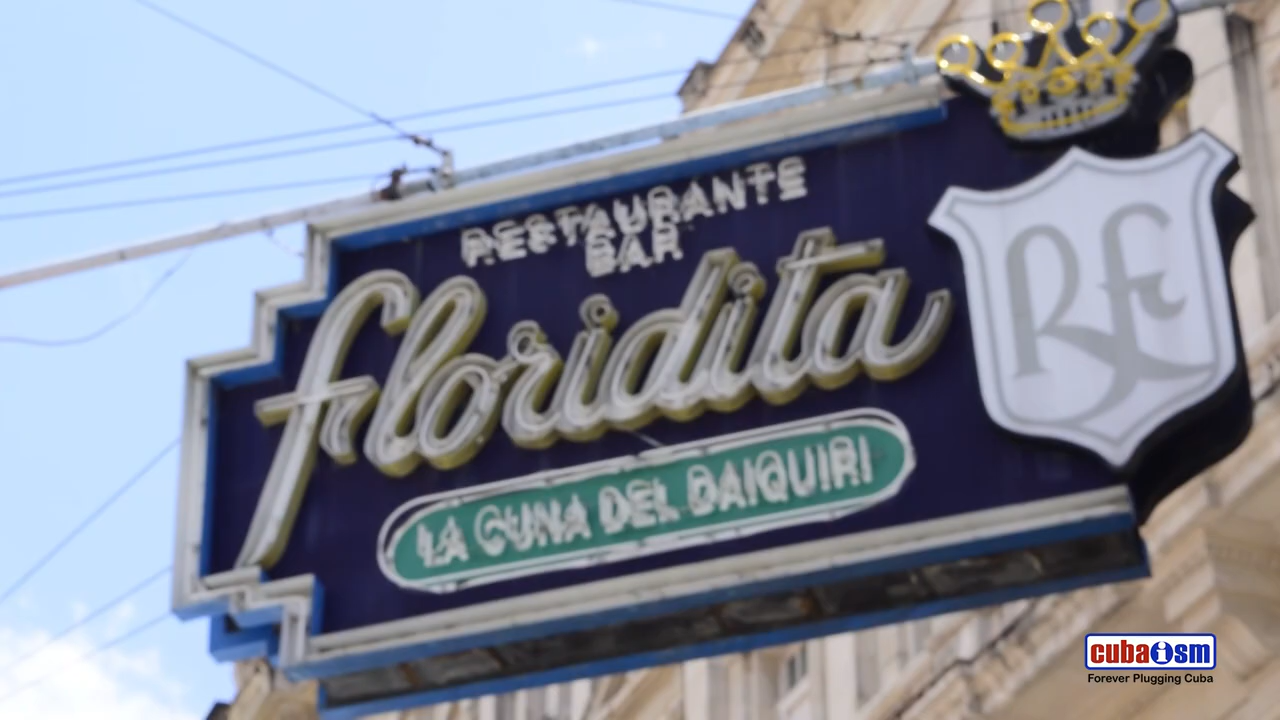 RESTAURANTE
BAR
floridita
LA CUNA DEL DAIQUIRI
RF
cubaism
Forever Plugging Cuba